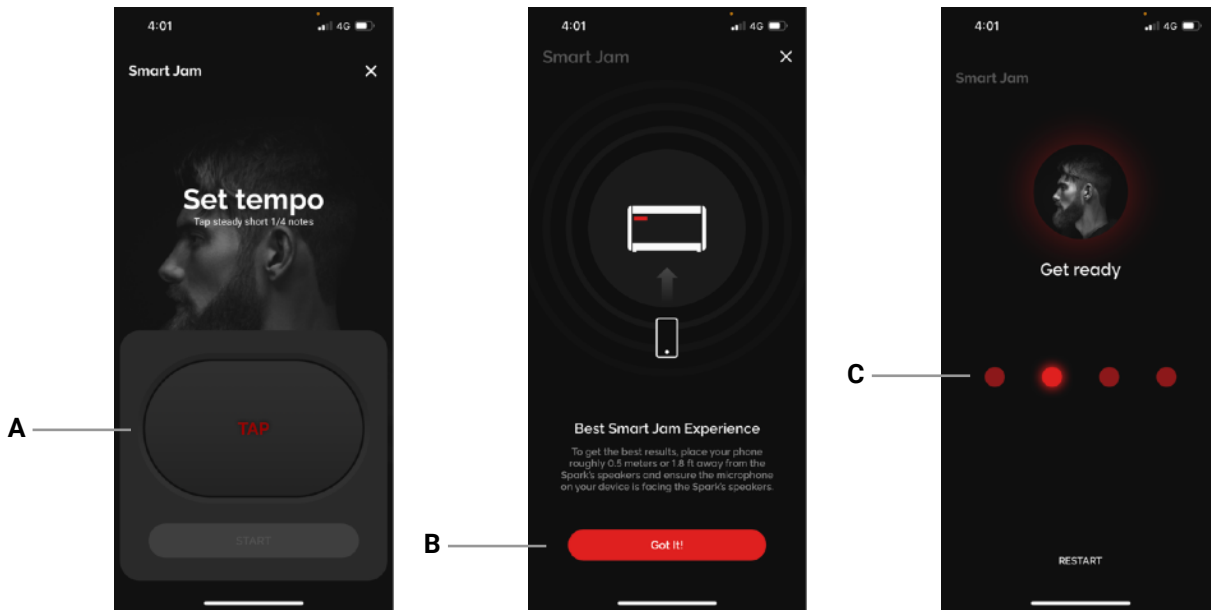 4:01
4G
Smart Jam
Set tempo
Tap steady short 1/4 notes
A
TAP
START
4:01
4G
Smart Jam
Best Smart Jam Experience
To get the best results, place your phone
roughly 0.5 meters or 1.8 ft away from the
Spark's speakers and ensure the microphone
on your device is facing the Spark's speakers.
B
Got It!
4:01
4G
Smart Jam
Get ready
C
RESTART